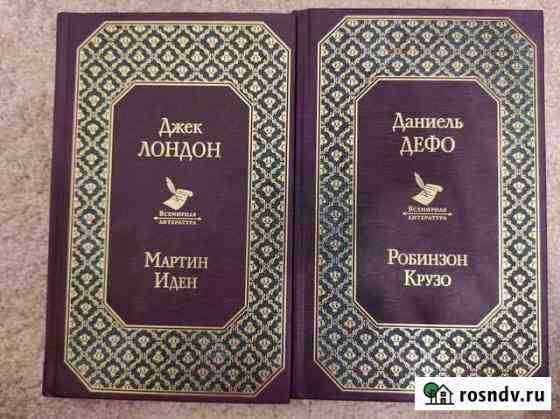 Джек
ЛОНДОН
Всемирная
литература
Мартин
Иден
Даниель
ДЕФО
Всемирная
литература
Робинзон
Крузо
rosndv.ru